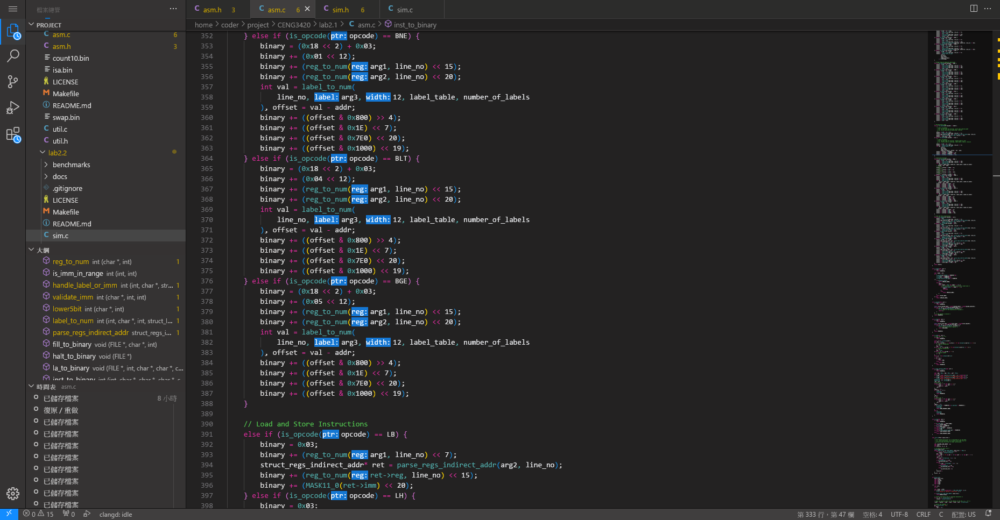 檔案總管
PROJECT
asm.c 6
asm.h 3
count10.bin
isa.bin
LICENSE
Makefile
README.md
swap.bin
util.c
util.h
lab2.2
benchmarks
docs
.gitignore
LICENSE
Makefile
README.md
sim.c
大綱
reg_to_num int (char *, int) 1
is_imm_in_range int (int, int)
handle_label_or_imm int (int, char *, str... 1
validate_imm int (char *, int, int) 1
lower5bit int (char *, int) 1
label_to_num int (int, char *, int, struct_l... 1
parse_regs_indirect_addr struct_regs_i... 1
fill_to_binary void (FILE *, char *, int)
halt_to_binary void (FILE *)
la_to_binary void (FILE *, int, char *, char *, c...
inst_to_binary int (int, char *, char *, char *, c
時間表 asm.c
已儲存檔案 8 小時
復原 / 重做
已儲存檔案
已儲存檔案
已儲存檔案
已儲存檔案
已儲存檔案
已儲存檔案
已儲存檔案
已儲存檔案
asm.h 3
asm.c 6
sim.h 6
sim.c
home > coder > project > CENG3420 > lab2.1 > C asm.c > inst_to_binary
352 } else if (is_opcode(ptr: opcode) == BNE) {
353 binary = (0x18 << 2) + 0x03;
354 binary += (0x01 << 12);
355 binary += (reg_to_num(reg: arg1, line_no) << 15);
356 binary += (reg_to_num(reg: arg2, line_no) << 20);
357 int val = label_to_num(
358 line_no, label: arg3, width: 12, label_table, number_of_labels
359 ), offset = val - addr;
360 binary += ((offset & 0x800) >> 4);
361 binary += ((offset & 0x1E) << 7);
362 binary += ((offset & 0x7E0) << 20);
363 binary += ((offset & 0x1000) << 19);
364 } else if (is_opcode(ptr: opcode) == BLT) {
365 binary = (0x18 << 2) + 0x03;
366 binary += (0x04 << 12);
367 binary += (reg_to_num(reg: arg1, line_no) << 15);
368 binary += (reg_to_num(reg: arg2, line_no) << 20);
369 int val = label_to_num(
370 line_no, label: arg3, width: 12, label_table, number_of_labels
371 ), offset = val - addr;
372 binary += ((offset & 0x800) >> 4);
373 binary += ((offset & 0x1E) << 7);
374 binary += ((offset & 0x7E0) << 20);
375 binary += ((offset & 0x1000) << 19);
376 } else if (is_opcode(ptr: opcode) == BGE) {
377 binary = (0x18 << 2) + 0x03;
378 binary += (0x05 << 12);
379 binary += (reg_to_num(reg: arg1, line_no) << 15);
380 binary += (reg_to_num(reg: arg2, line_no) << 20);
381 int val = label_to_num(
382 line_no, label: arg3, width: 12, label_table, number_of_labels
383 ), offset = val - addr;
384 binary += ((offset & 0x800) >> 4);
385 binary += ((offset & 0x1E) << 7);
386 binary += ((offset & 0x7E0) << 20);
387 binary += ((offset & 0x1000) << 19);
388 }
389
390 // Load and Store Instructions
391 else if (is_opcode(ptr: opcode) == LB) {
392 binary = 0x03;
393 binary += (reg_to_num(reg: arg1, line_no) << 7);
394 struct_regs_indirect_addr* ret = parse_regs_indirect_addr(arg2, line_no);
395 binary += (reg_to_num(reg: ret->reg, line_no) << 15);
396 binary += (MASK11_0(ret->imm) << 20);
397 } else if (is_opcode(ptr: opcode) == LH) {
398 binary = 0x03;
0 15 0 clangd: idle 第 333 行，第 47 欄 空格: 4 UTF-8 CRLF C 配置: US